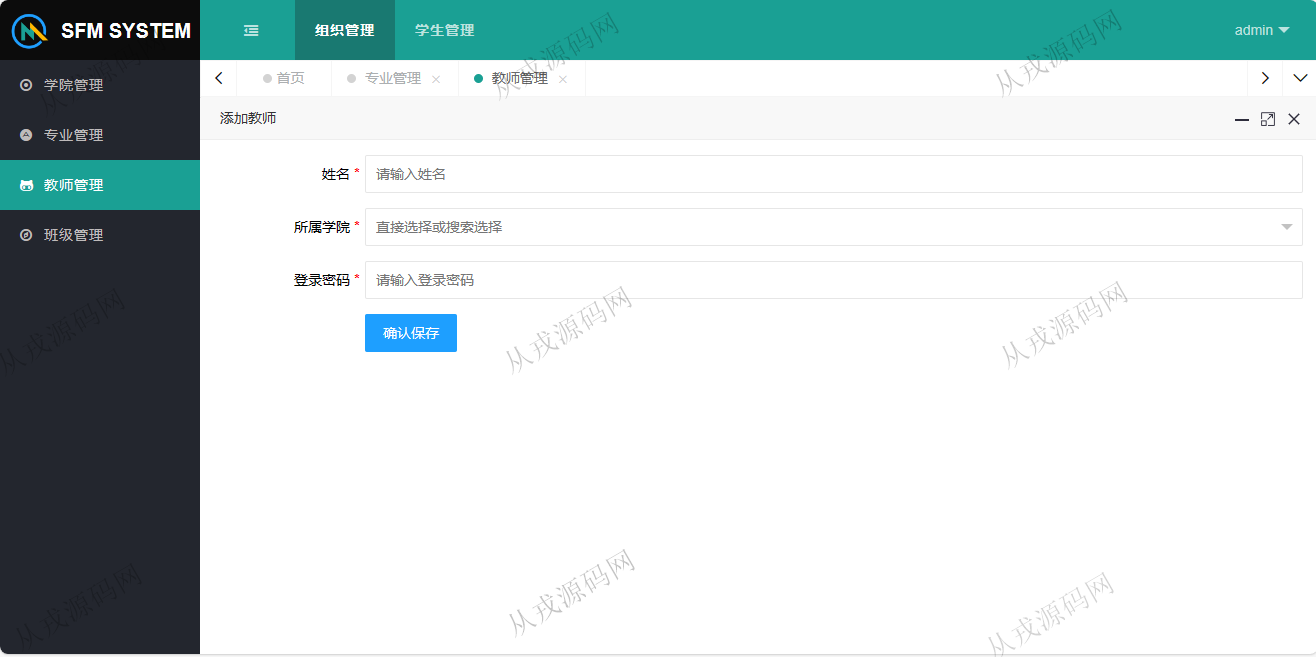 SFM SYSTEM
组织管理
学生管理
admin
学院管理
专业管理
教师管理
班级管理
首页
专业管理
教师管理
添加教师
姓名 *
请输入姓名
所属学院 *
直接选择或搜索选择
登录密码 *
请输入登录密码
确认保存
从戎源码网
从戎源码网
从戎源码网
从戎源码网
从戎源码网
从戎源码网
从戎源码网
从戎源码网
从戎源码网